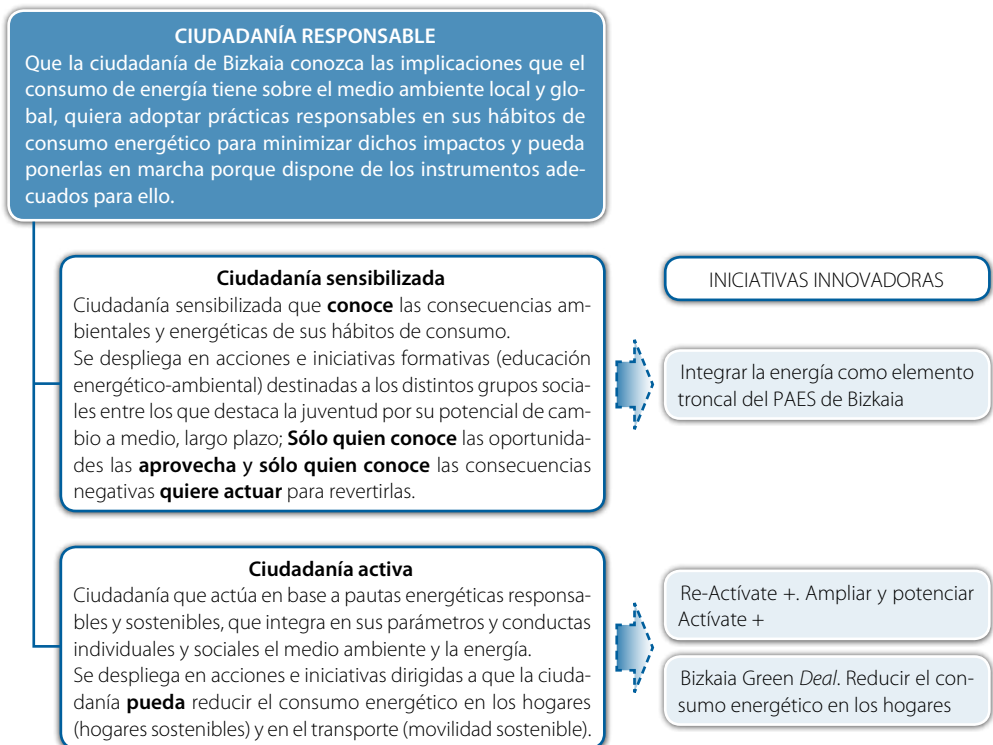 CIUDADANÍA RESPONSABLE
Que la ciudadanía de Bizkaia conozca las implicaciones que el
consumo de energía tiene sobre el medio ambiente local y glo-
bal, quiera adoptar prácticas responsables en sus hábitos de
consumo energético para minimizar dichos impactos y pueda
ponerlas en marcha porque dispone de los instrumentos ade-
cuados para ello.
Ciudadanía sensibilizada
Ciudadanía sensibilizada que conoce las consecuencias am-
bientales y energéticas de sus hábitos de consumo.
Se despliega en acciones e iniciativas formativas (educación
energético-ambiental) destinadas a los distintos grupos socia-
les entre los que destaca la juventud por su potencial de cam-
bio a medio, largo plazo; Sólo quien conoce las oportunida-
des las aprovecha y sólo quien conoce las consecuencias
negativas quiere actuar para revertirlas.
INICIATIVAS INNOVADORAS
Integrar la energía como elemento
troncal del PAES de Bizkaia
Ciudadanía activa
Ciudadanía que actúa en base a pautas energéticas responsa-
bles y sostenibles, que integra en sus parámetros y conductas
individuales y sociales el medio ambiente y la energía.
Se despliega en acciones e iniciativas dirigidas a que la ciuda-
danía pueda reducir el consumo energético en los hogares
(hogares sostenibles) y en el transporte (movilidad sostenible).
Re-Actívate +. Ampliar y potenciar
Actívate +
Bizkaia Green Deal. Reducir el con-
sumo energético en los hogares